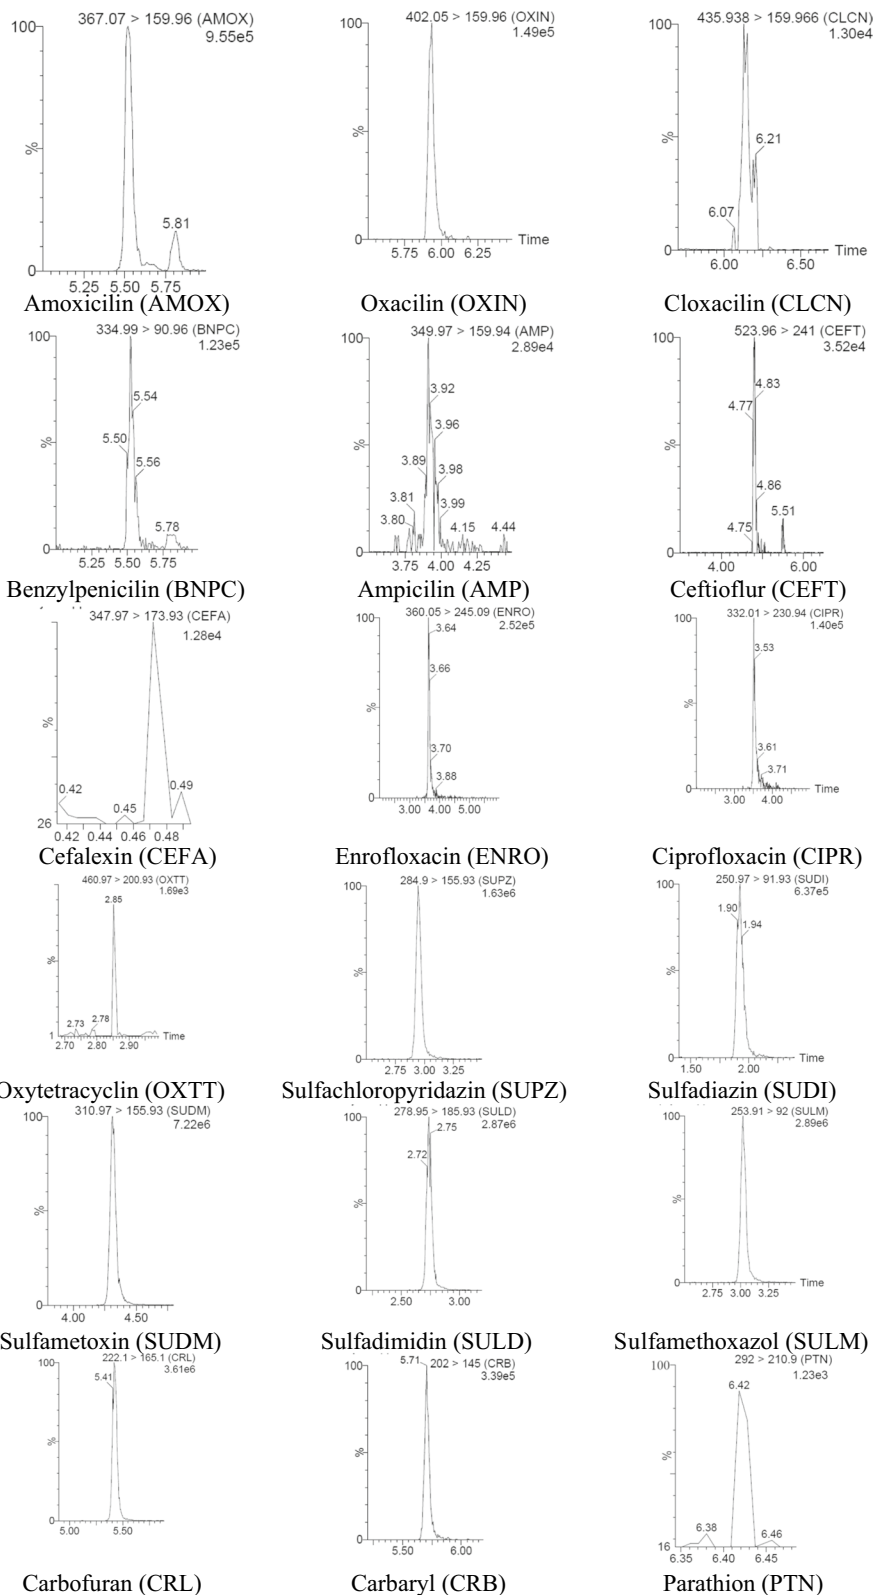 367.07 > 159.96 (AMOX)
9.55e5
100
%
0
5.81
5.25 5.50 5.75
Amoxicilin (AMOX)
402.05 > 159.96 (OXIN)
1.49e5
100
%
0
5.75 6.00 6.25
Time
Oxacilin (OXIN)
435.938 > 159.966 (CLCN)
1.30e4
100
%
0
6.07
6.21
6.00 6.50
Time
Cloxacilin (CLCN)
334.99 > 90.96 (BNPC)
1.23e5
100
%
0
5.54
5.50
5.56
5.78
5.25 5.50 5.75
Benzylpenicilin (BNPC)
349.97 > 159.94 (AMP)
2.89e4
100
%
0
3.92
3.96
3.89
3.98
3.81
3.99
3.80
4.15
4.44
3.75 4.00 4.25
Ampicilin (AMP)
523.96 > 241 (CEFT)
3.52e4
100
%
0
4.83
4.77
4.86
4.75
5.51
4.00 6.00
Ceftioflur (CEFT)
347.97 > 173.93 (CEFA)
1.28e4
%
26
0.42
0.45
0.49
0.42 0.44 0.46 0.48
Cefalexin (CEFA)
360.05 > 245.09 (ENRO)
2.52e5
100
%
0
3.64
3.66
3.70
3.88
3.00 4.00 5.00
Enrofloxacin (ENRO)
332.01 > 230.94 (CIPR)
1.40e5
100
%
0
3.53
3.61
3.71
3.00 4.00
Time
Ciprofloxacin (CIPR)
460.97 > 200.93 (OXTT)
1.69e3
%
1
2.85
2.73
2.78
2.70 2.80 2.90
Time
Oxytetracyclin (OXTT)
284.9 > 155.93 (SUPZ)
1.63e6
100
%
0
2.75 3.00 3.25
Sulfachloropyridazin (SUPZ)
250.97 > 91.93 (SUDI)
6.37e5
100
%
0
1.90
1.94
1.50 2.00
Time
Sulfadiazin (SUDI)
310.97 > 155.93 (SUDM)
7.22e6
100
%
0
4.00 4.50
Sulfametoxin (SUDM)
278.95 > 185.93 (SULD)
2.87e6
100
%
0
2.75
2.72
2.50 3.00
Sulfadimidin (SULD)
253.91 > 92 (SULM)
2.89e6
100
%
0
2.75 3.00 3.25
Time
Sulfamethoxazol (SULM)
222.1 > 165.1 (CRL)
3.61e6
100
%
0
5.41
5.00 5.50
Carbofuran (CRL)
5.71
202 > 145 (CRB)
3.39e5
100
%
0
5.50 6.00
Carbaryl (CRB)
292 > 210.9 (PTN)
1.23e3
100
%
16
6.42
6.38
6.46
6.35 6.40 6.45
Parathion (PTN)